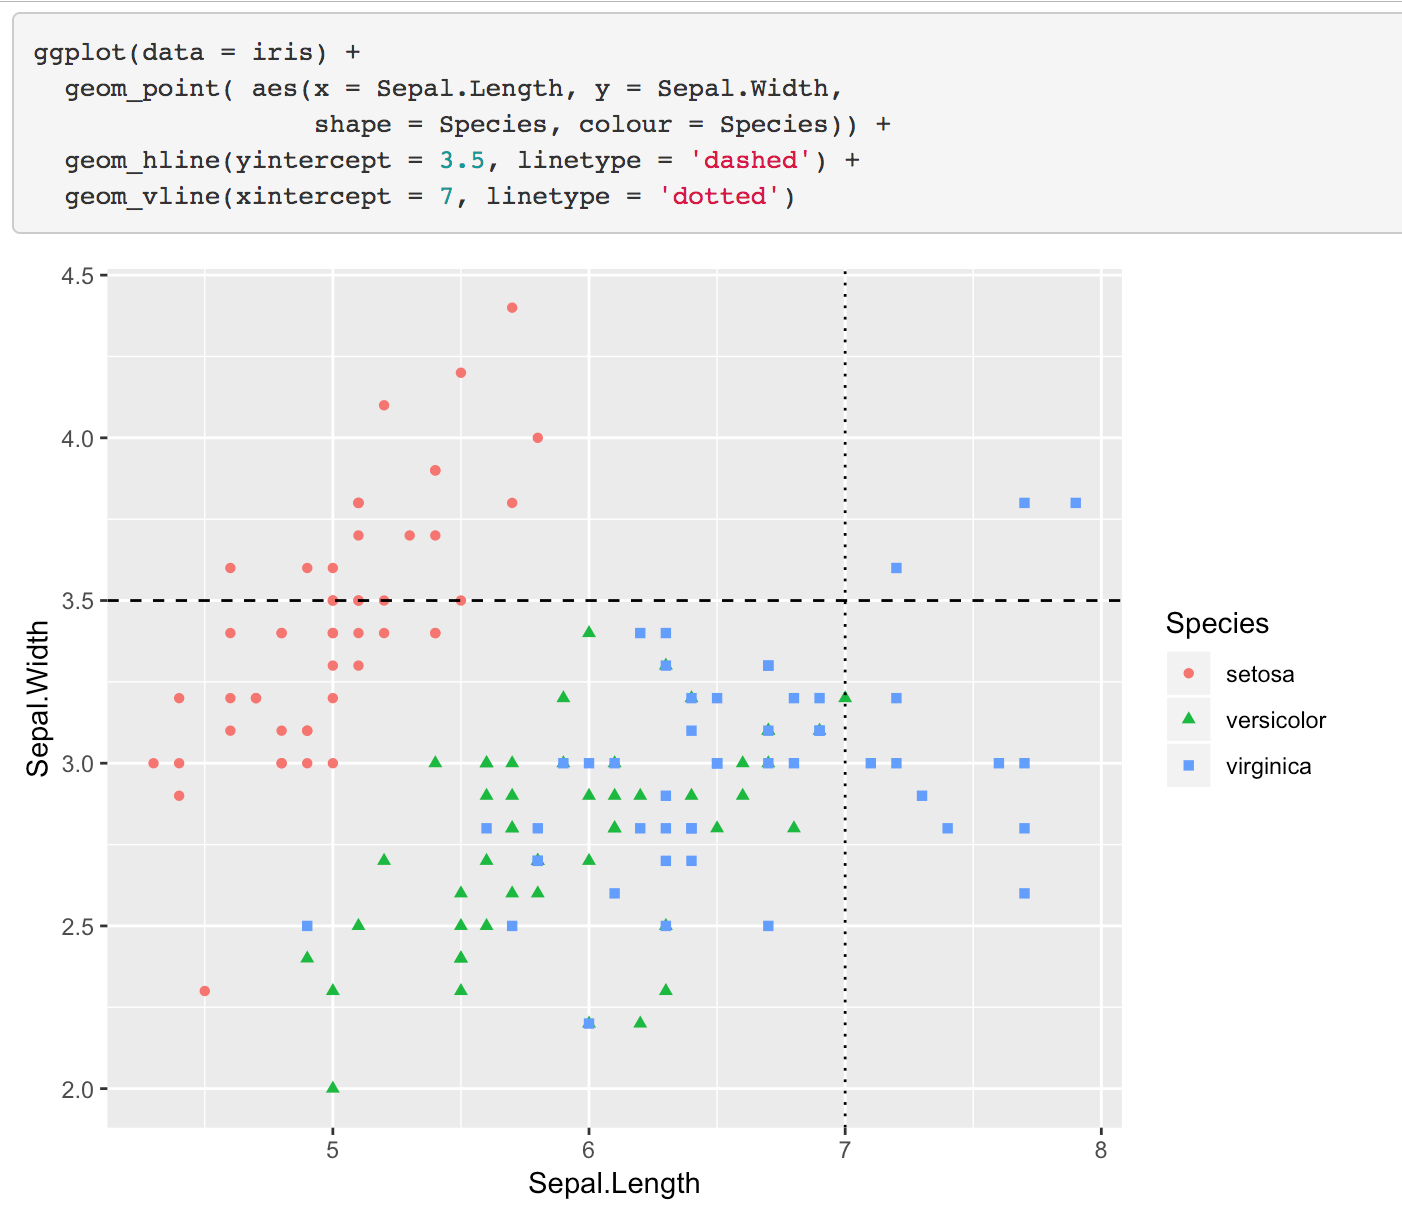 ggplot(data = iris) +
  geom_point( aes(x = Sepal.Length, y = Sepal.Width,
                  shape = Species, colour = Species)) +
  geom_hline(yintercept = 3.5, linetype = 'dashed') +
  geom_vline(xintercept = 7, linetype = 'dotted')
4.5
4.0
3.5
3.0
2.5
2.0
Sepal.Width
5 6 7 8
Sepal.Length
Species
setosa
versicolor
virginica